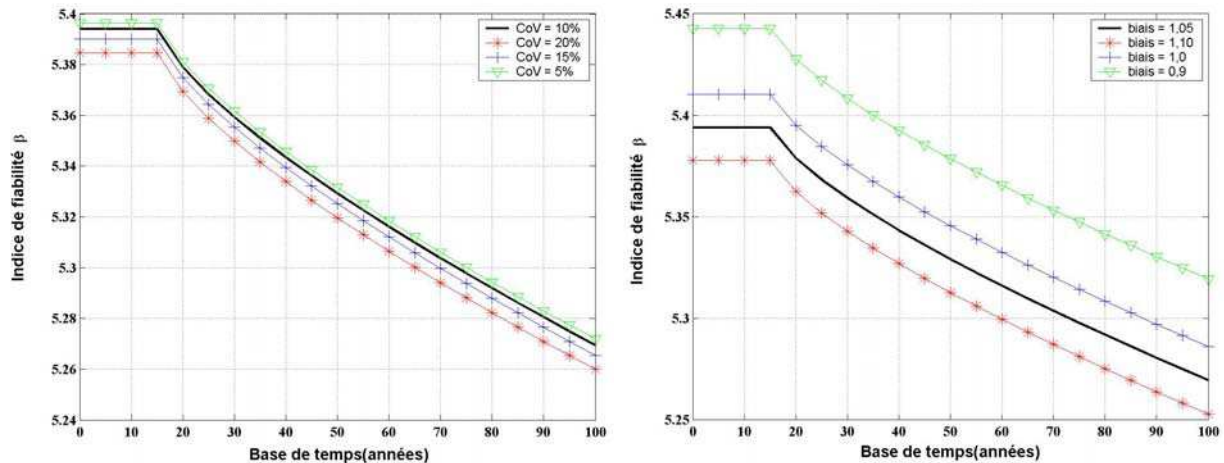 5.4
5.38
5.36
5.34
5.32
5.3
5.28
5.26
5.24
Indice de fiabilité β
0 10 20 30 40 50 60 70 80 90 100
Base de temps(années)
CoV = 10%
CoV = 20%
CoV = 15%
CoV = 5%
5.45
5.4
5.35
5.3
5.25
Indice de fiabilité β
0 10 20 30 40 50 60 70 80 90 100
Base de temps(années)
biais = 1,05
biais = 1,10
biais = 1,0
biais = 0,9